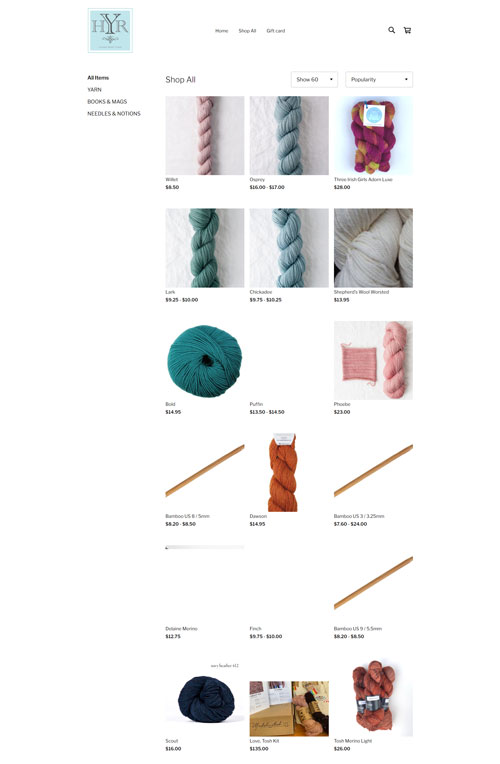 HYR
Home
Shop All
Gift card
All Items
YARN
BOOKS & MAGS
NEEDLES & NOTIONS
Shop All
Show 60
Popularity
Willet
$8.50
Osprey
$16.00 - $17.00
Three Irish Girls Adorn Luxe
$28.00
Lark
$9.25 - $10.00
Chickadee
$9.75 - $10.25
Shepherd's Wool Worsted
$13.95
Bold
$14.95
Puffin
$13.50 - $14.50
Phoebe
$23.00
Bamboo US 8 / 5mm
$8.20 - $8.50
Dawson
$14.95
Bamboo US 3 / 3.25mm
$7.60 - $24.00
Dolomi Merino
$12.75
Finch
$9.75 - $10.00
Bamboo US 9 / 5.5mm
$8.20 - $8.50
navy heather 612
Scout
$16.00
Love, Tosh Kit
$135.00
Tosh Merino Light
$26.00